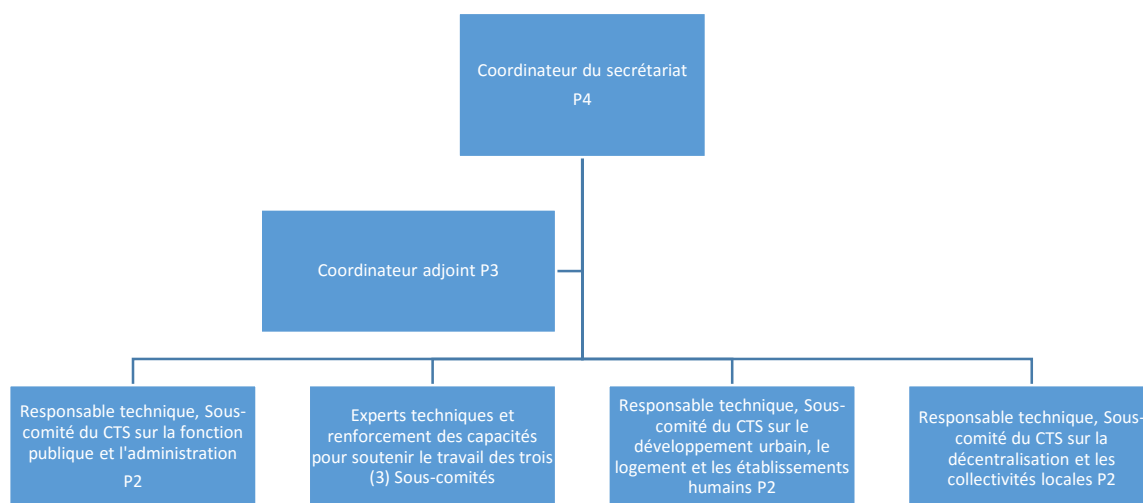 Coordinateur du secrétariat
P4
Coordinateur adjoint P3
Responsable technique, Sous-
comité du CTS sur la fonction
publique et l'administration
P2
Experts techniques et
renforcement des capacités
pour soutenir le travail des trois
(3) Sous-comités
Responsable technique, Sous-
comité du CTS sur le
développement urbain, le
logement et les établissements
humains P2
Responsable technique, Sous-
comité du CTS sur la
décentralisation et les
collectivités locales P2